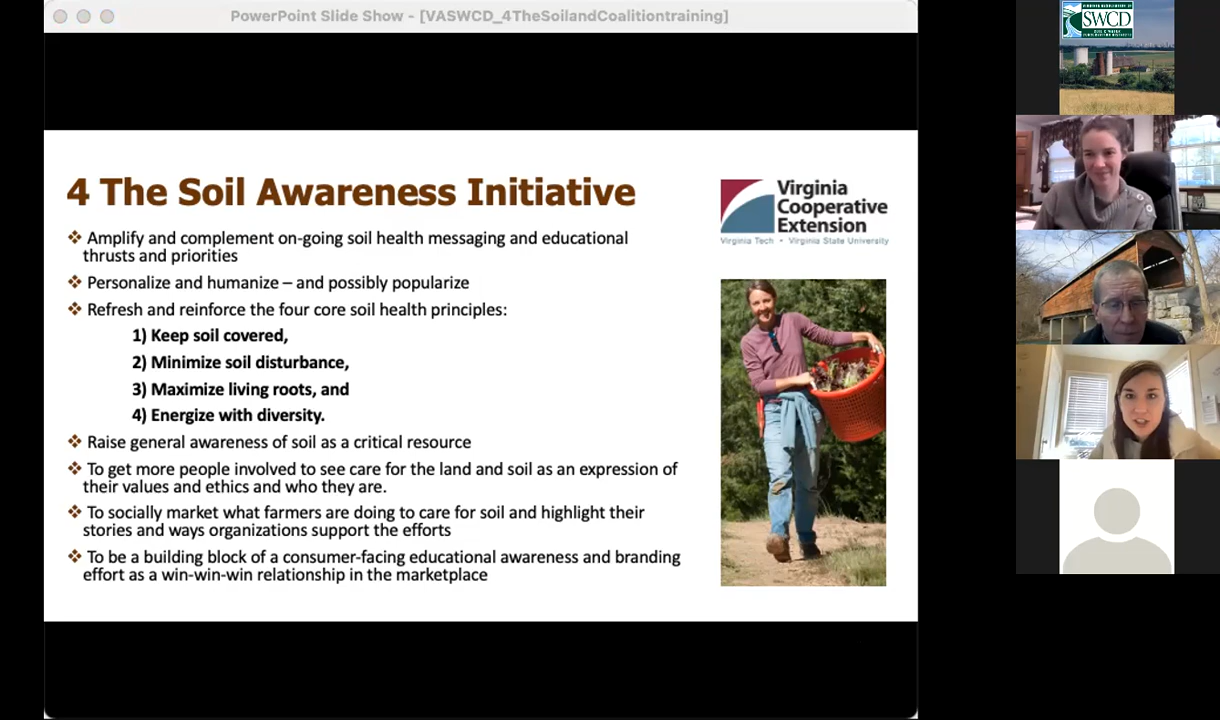 PowerPoint Slide Show - [VASWCD_4TheSoilandCoalitiontraining]
4 The Soil Awareness Initiative
❖ Amplify and complement on-going soil health messaging and educational
thrusts and priorities
❖ Personalize and humanize – and possibly popularize
❖ Refresh and reinforce the four core soil health principles:
1) Keep soil covered,
2) Minimize soil disturbance,
3) Maximize living roots, and
4) Energize with diversity.
❖ Raise general awareness of soil as a critical resource
❖ To get more people involved to see care for the land and soil as an expression of
their values and ethics and who they are.
❖ To socially market what farmers are doing to care for soil and highlight their
stories and ways organizations support the efforts
❖ To be a building block of a consumer-facing educational awareness and branding
effort as a win-win-win relationship in the marketplace
Virginia
Cooperative
Extension
Virginia Tech • Virginia State University
SWCD